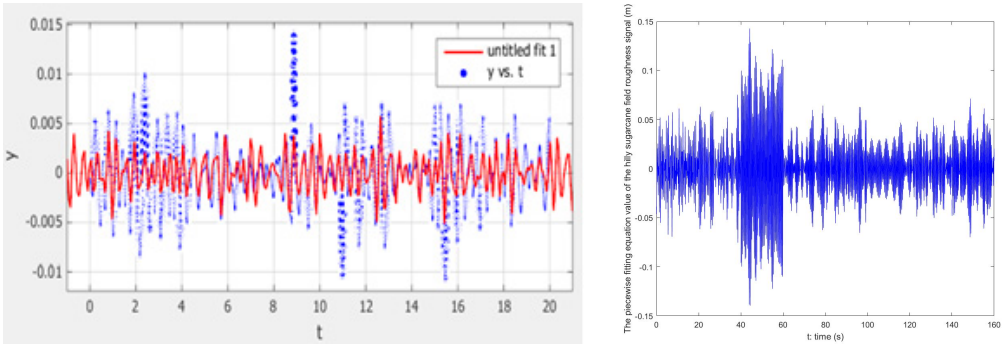 0.015
0.01
0.005
0
-0.005
-0.01
y
untitled fit 1
y vs. t
0 2 4 6 8 10 12 14 16 18 20
t
The piecewise fitting equation value of the hilly sugarcane field roughness signal (m)
0.15
0.1
0.05
0
-0.05
-0.1
-0.15
0 20 40 60 80 100 120 140 160
t: time (s)